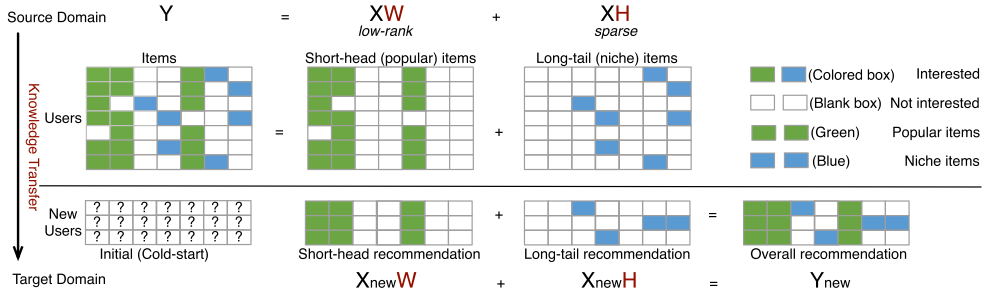 Source Domain Y = XW + XH
low-rank sparse
Items Short-head (popular) items Long-tail (niche) items
(Colored box) Interested
(Blank box) Not interested
Users = + (Green) Popular items
(Blue) Niche items
Knowledge Transfer
New Users ? ? ? ? ? ? ? + =
? ? ? ? ? ? ?
? ? ? ? ? ? ?
Initial (Cold-start) Short-head recommendation Long-tail recommendation Overall recommendation
Target Domain XnewW + XnewH = Ynew